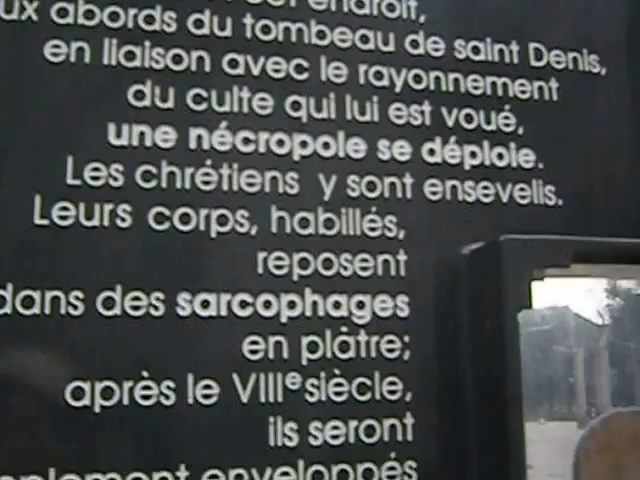 endroit,
aux abords du tombeau de saint Denis,
en liaison avec le rayonnement
du culte qui lui est voué,
une nécropole se déploie.
Les chrétiens y sont ensevelis.
Leurs corps, habillés,
reposent
dans des sarcophages
en plâtre;
après le VIIIe siècle,
ils seront
enveloppés